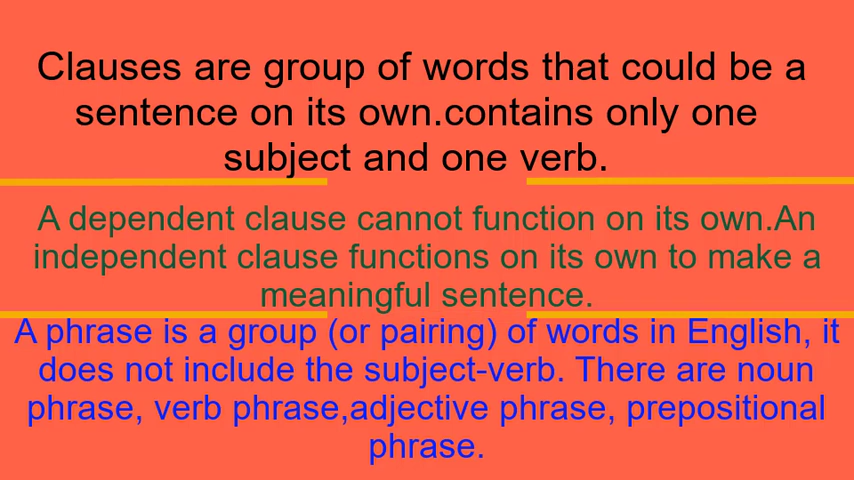 Clauses are group of words that could be a
sentence on its own.contains only one
subject and one verb.
A dependent clause cannot function on its own.An
independent clause functions on its own to make a
meaningful sentence.
A phrase is a group (or pairing) of words in English, it
does not include the subject-verb. There are noun
phrase, verb phrase,adjective phrase, prepositional
phrase.